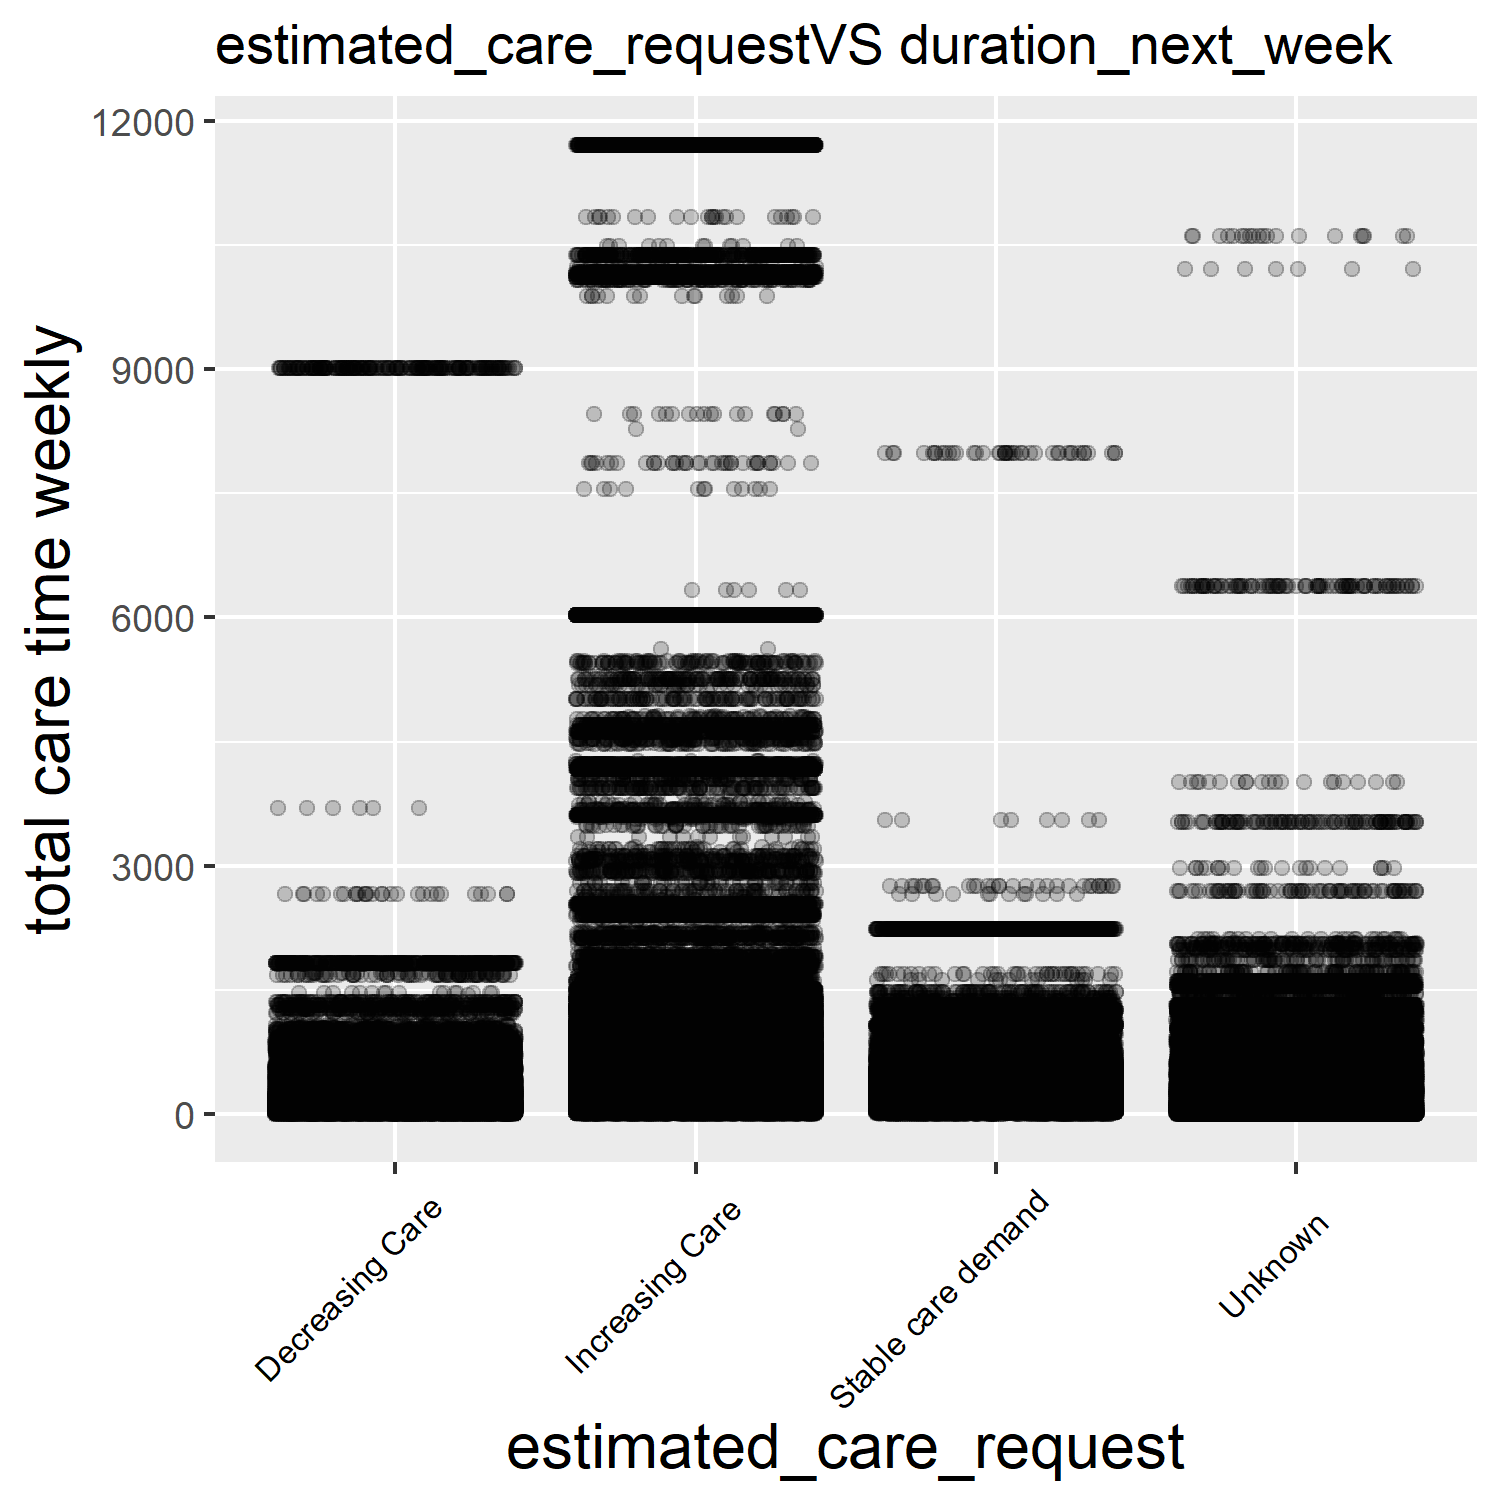 estimated_care_requestVS duration_next_week
total care time weekly
12000
9000
6000
3000
0
Decreasing Care
Increasing Care
Stable care demand
Unknown
estimated_care_request